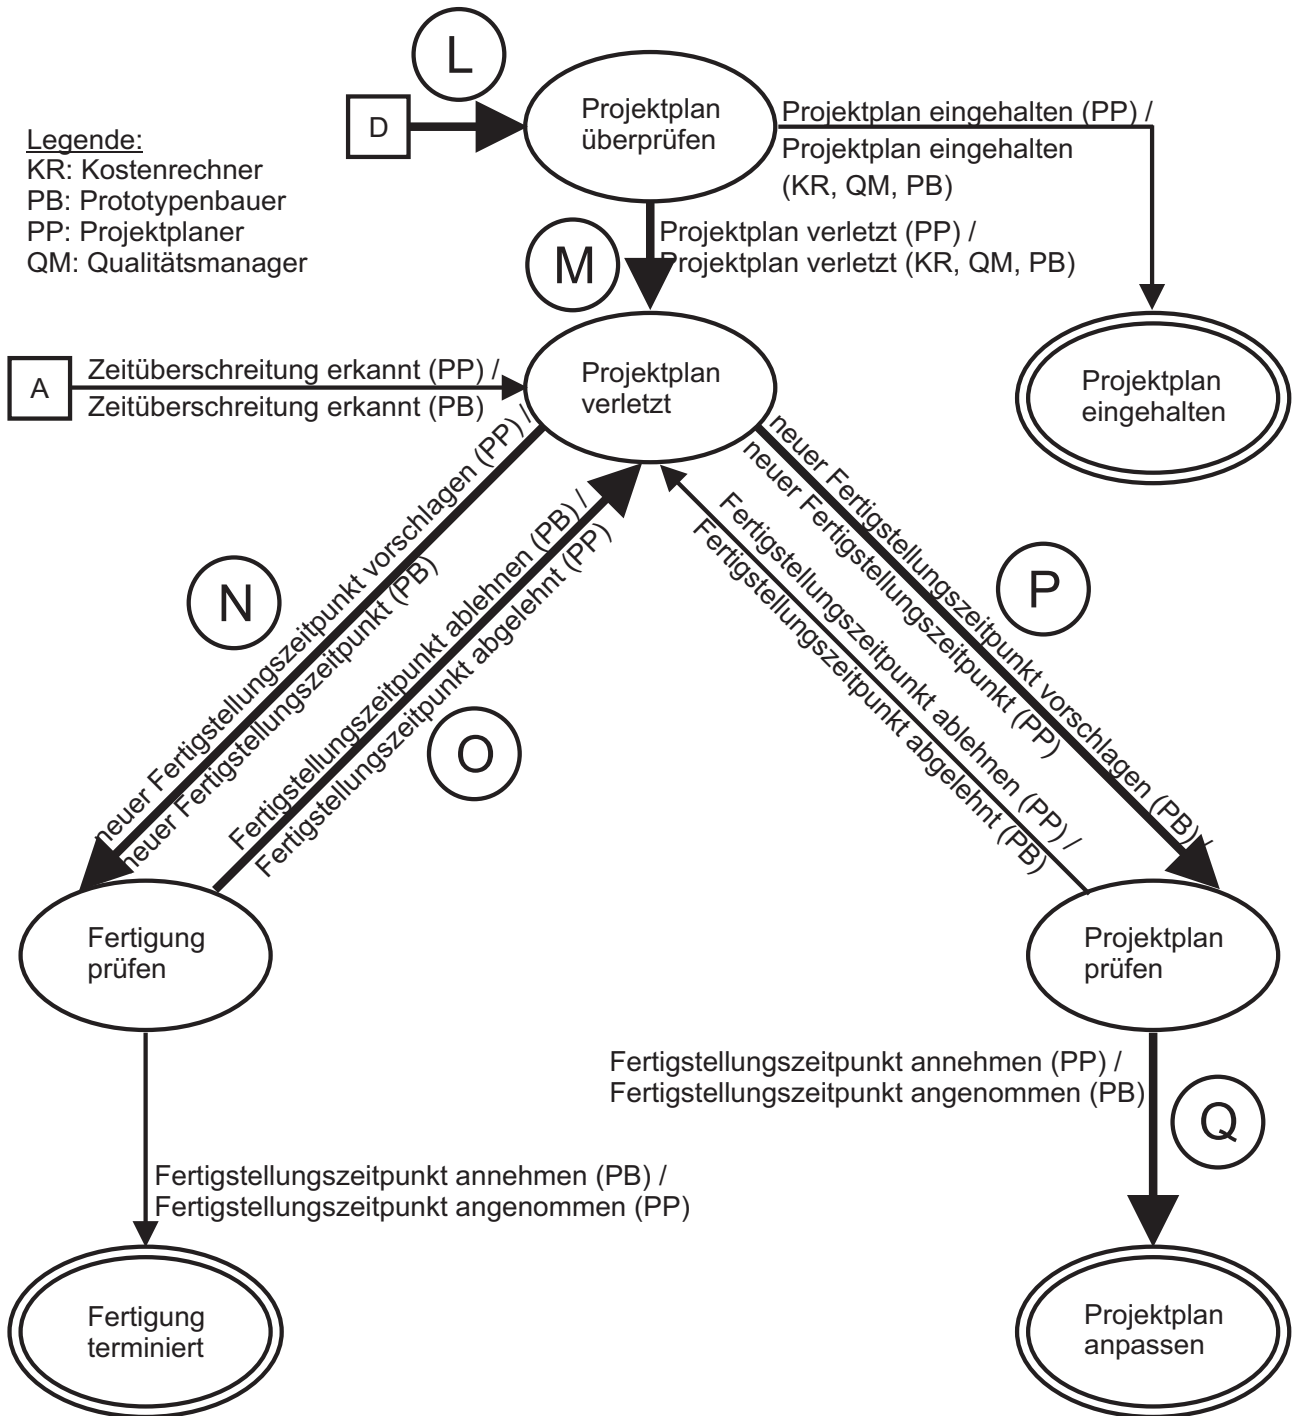 L
D
Projektplan
überprüfen
Projektplan eingehalten (PP) /
Projektplan eingehalten
(KR, QM, PB)
Legende:
KR: Kostenrechner
PB: Prototypenbauer
PP: Projektplaner
QM: Qualitätsmanager
M
Projektplan verletzt (PP) /
Projektplan verletzt (KR, QM, PB)
A
Zeitüberschreitung erkannt (PP) /
Zeitüberschreitung erkannt (PB)
Projektplan
verletzt
Projektplan
eingehalten
N
neuer Fertigstellungszeitpunkt vorschlagen (PP) /
neuer Fertigstellungszeitpunkt (PB)
Fertigstellungszeitpunkt ablehnen (PB) /
Fertigstellungszeitpunkt abgelehnt (PP)
O
neuer Fertigstellungszeitpunkt vorschlagen (PB) /
neuer Fertigstellungszeitpunkt (PP)
P
Fertigstellungszeitpunkt ablehnen (PP) /
Fertigstellungszeitpunkt abgelehnt (PB)
Fertigung
prüfen
Projektplan
prüfen
Fertigstellungszeitpunkt annehmen (PP) /
Fertigstellungszeitpunkt angenommen (PB)
Q
Fertigstellungszeitpunkt annehmen (PB) /
Fertigstellungszeitpunkt angenommen (PP)
Fertigung
terminiert
Projektplan
anpassen